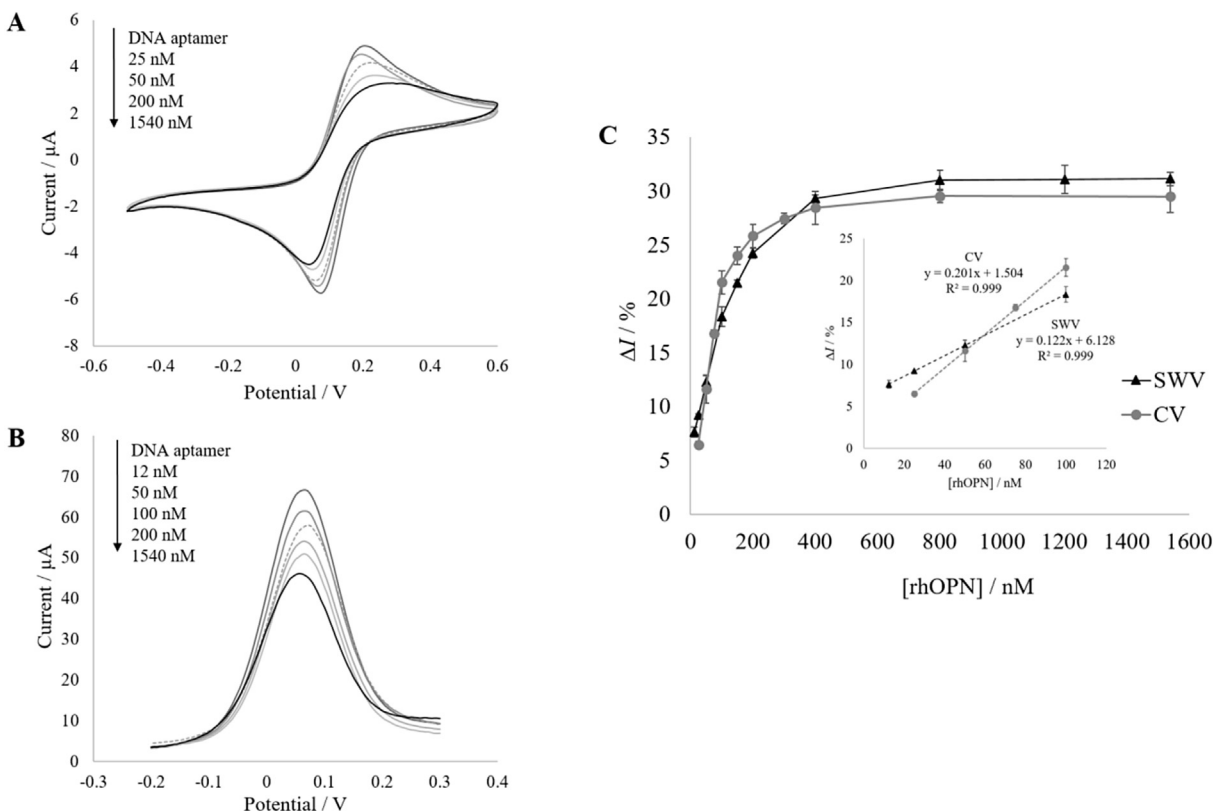 A
6
4
2
0
-2
-4
-6
-8
Current / µA
DNA aptamer
25 nM
50 nM
200 nM
1540 nM
-0.6
-0.4
-0.2
0
0.2
0.4
0.6
Potential / V
B
80
70
60
50
40
30
20
10
0
Current / µA
DNA aptamer
12 nM
50 nM
100 nM
200 nM
1540 nM
-0.3
-0.2
-0.1
0
0.1
0.2
0.3
0.4
Potential / V
C
35
30
25
20
15
10
5
0
ΔI / %
0
200
400
600
800
1000
1200
1400
1600
[rhOPN] / nM
25
20
15
10
5
0
ΔI / %
CV
y = 0.201x + 1.504
R² = 0.999
SWV
y = 0.122x + 6.128
R² = 0.999
0
20
40
60
80
100
120
[rhOPN] / nM
SWV
CV